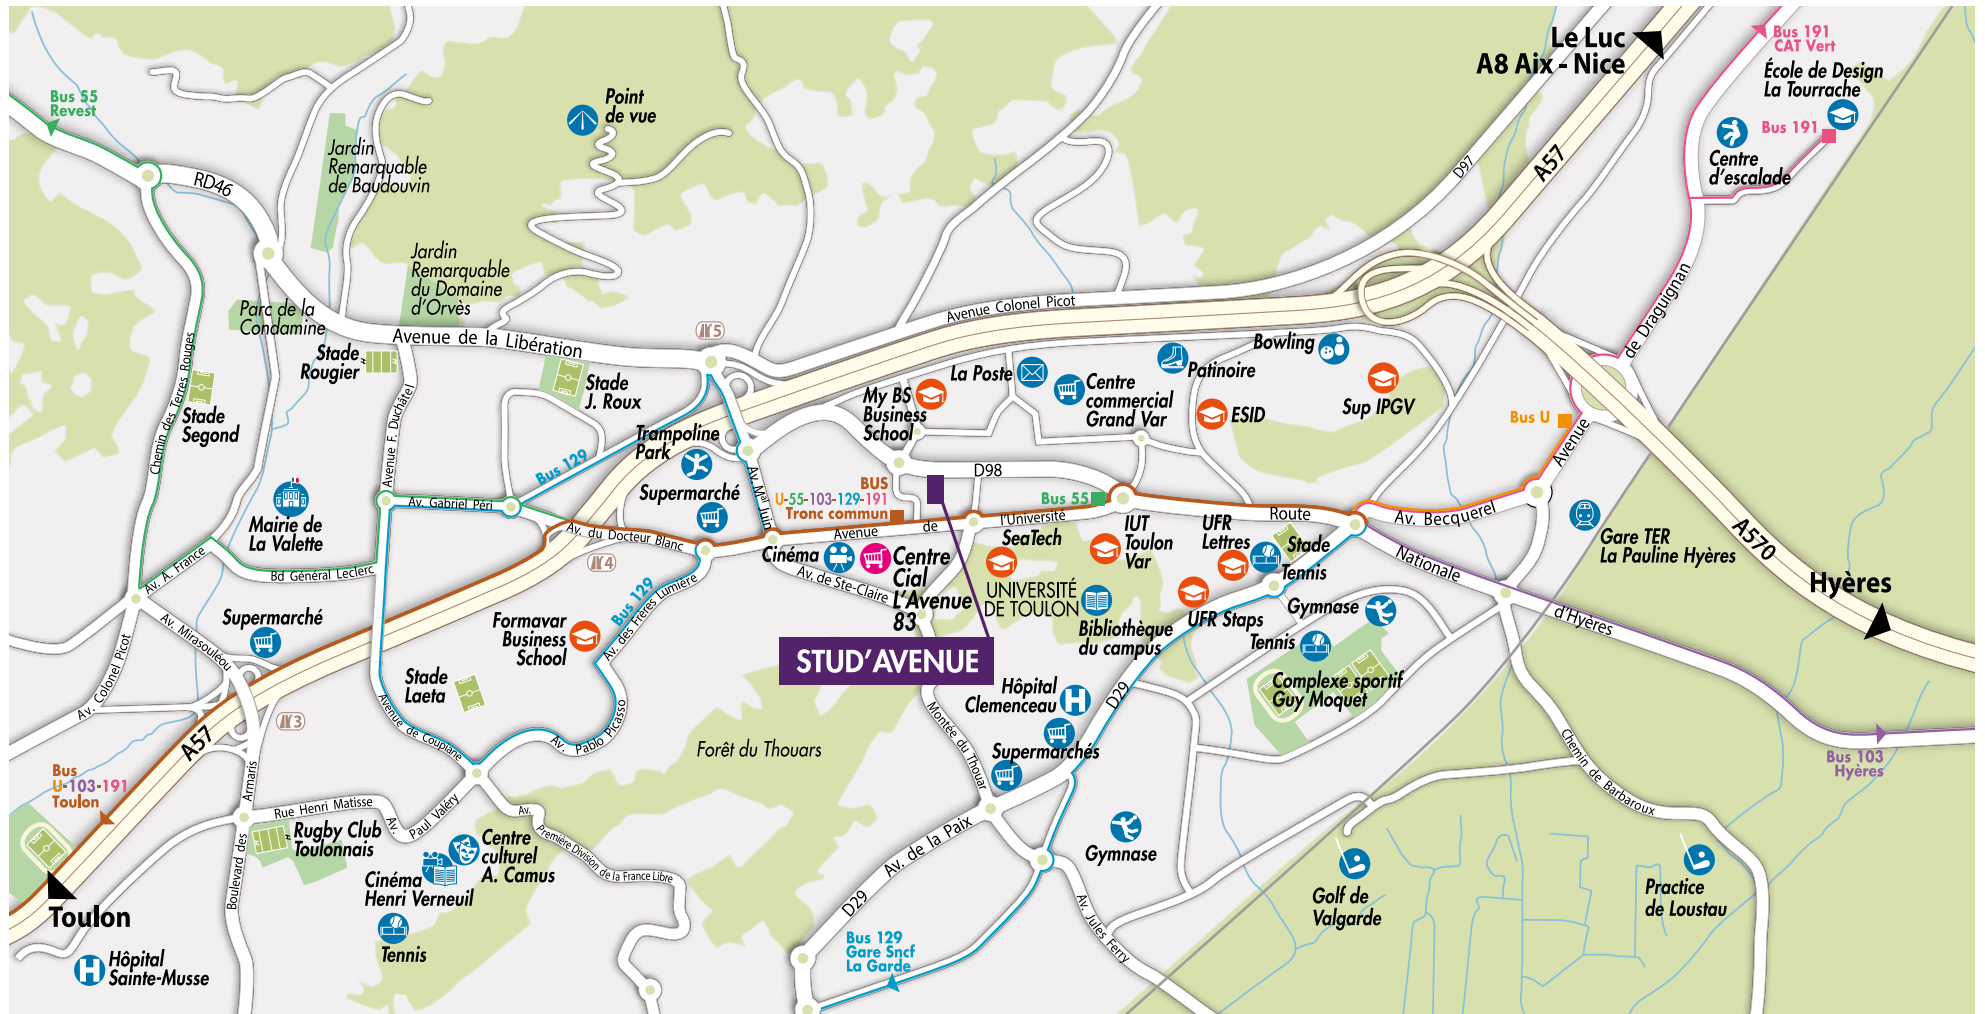 Bus 55
Revest
RD46
Jardin
Remarquable
de Baudouvin
Jardin
Remarquable
du Domaine
d'Orvès
Parc de la
Condamine
Point
de vue
Le Luc
A8 Aix - Nice
A57
D97
Bus 191
CAT Vert
École de Design
La Tourrache
Bus 191
Centre
d'escalade
Avenue de la Libération
5
Avenue Colonel Picot
de Draguignan
Avenue
Stade
Rougier
Stade
J. Roux
Chemin des Terres Rouges
Stade
Segond
Avenue F. Duchâtel
Trampoline
Park
Bus 129
Supermarché
Av. Mal Juin
My BS
Business
School
La Poste
Centre
commercial
Grand Var
Patinoire
Bowling
ESID
Sup IPGV
Bus U
D98
BUS
U-55-103-129-191
Tronc commun
Bus 55
Mairie de
La Valette
Av. Gabriel Péri
Av. du Docteur Blanc
4
Avenue de l'Université
Route
Nationale
d'Hyères
Av. Becquerel
Gare TER
La Pauline Hyères
A570
Hyères
Av. A. France
Bd Général Leclerc
Cinéma
Centre
Cial
L'Avenue
83
Av. de Ste-Claire
SeaTech
UNIVERSITÉ
DE TOULON
IUT
Toulon
Var
UFR
Lettres
Stade
Tennis
UFR Staps
Bibliothèque
du campus
Gymnase
Tennis
Complexe sportif
Guy Moquet
STUD'AVENUE
Supermarché
Av. Mirasouléou
Av. Colonel Picot
Formavar
Business
School
Bus 129
Av. des Frères Lumière
Stade
Laeta
Avenue de Coupiane
Av. Pablo Picasso
3
A57
Forêt du Thouars
Hôpital
Clemenceau
H
Supermarchés
D29
Montée du Thouar
Bus
U-103-191
Toulon
Bus 103
Hyères
Chemin de Barbaroux
Boulevard des Armaris
Rue Henri Matisse
Av. Paul Valéry
Av. Première Division de la France Libre
Rugby Club
Toulonnais
Centre
culturel
A. Camus
Cinéma
Henri Verneuil
Tennis
Toulon
H
Hôpital
Sainte-Musse
D29
Av. de la Paix
Gymnase
Av. Jules Ferry
Bus 129
Gare Sncf
La Garde
Golf de
Valgarde
Practice
de Loustau